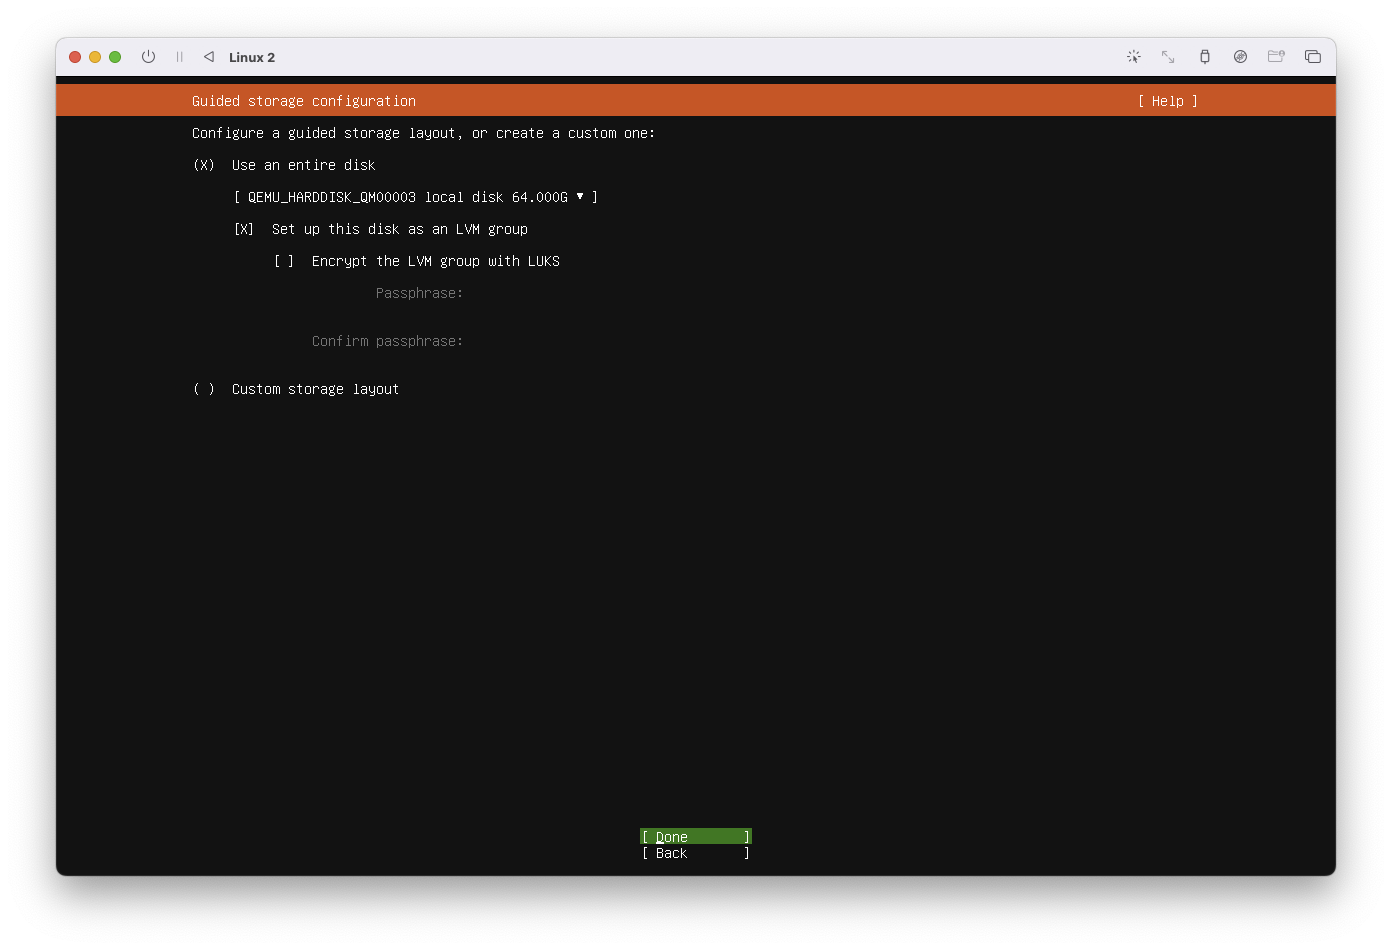 Linux 2
Guided storage configuration [ Help ]
Configure a guided storage layout, or create a custom one:
(X) Use an entire disk
[ QEMU_HARDDISK_QM00003 local disk 64.000G ▾ ]
[X] Set up this disk as an LVM group
[ ] Encrypt the LVM group with LUKS
Passphrase:
Confirm passphrase:
( ) Custom storage layout
[ Done ]
[ Back ]